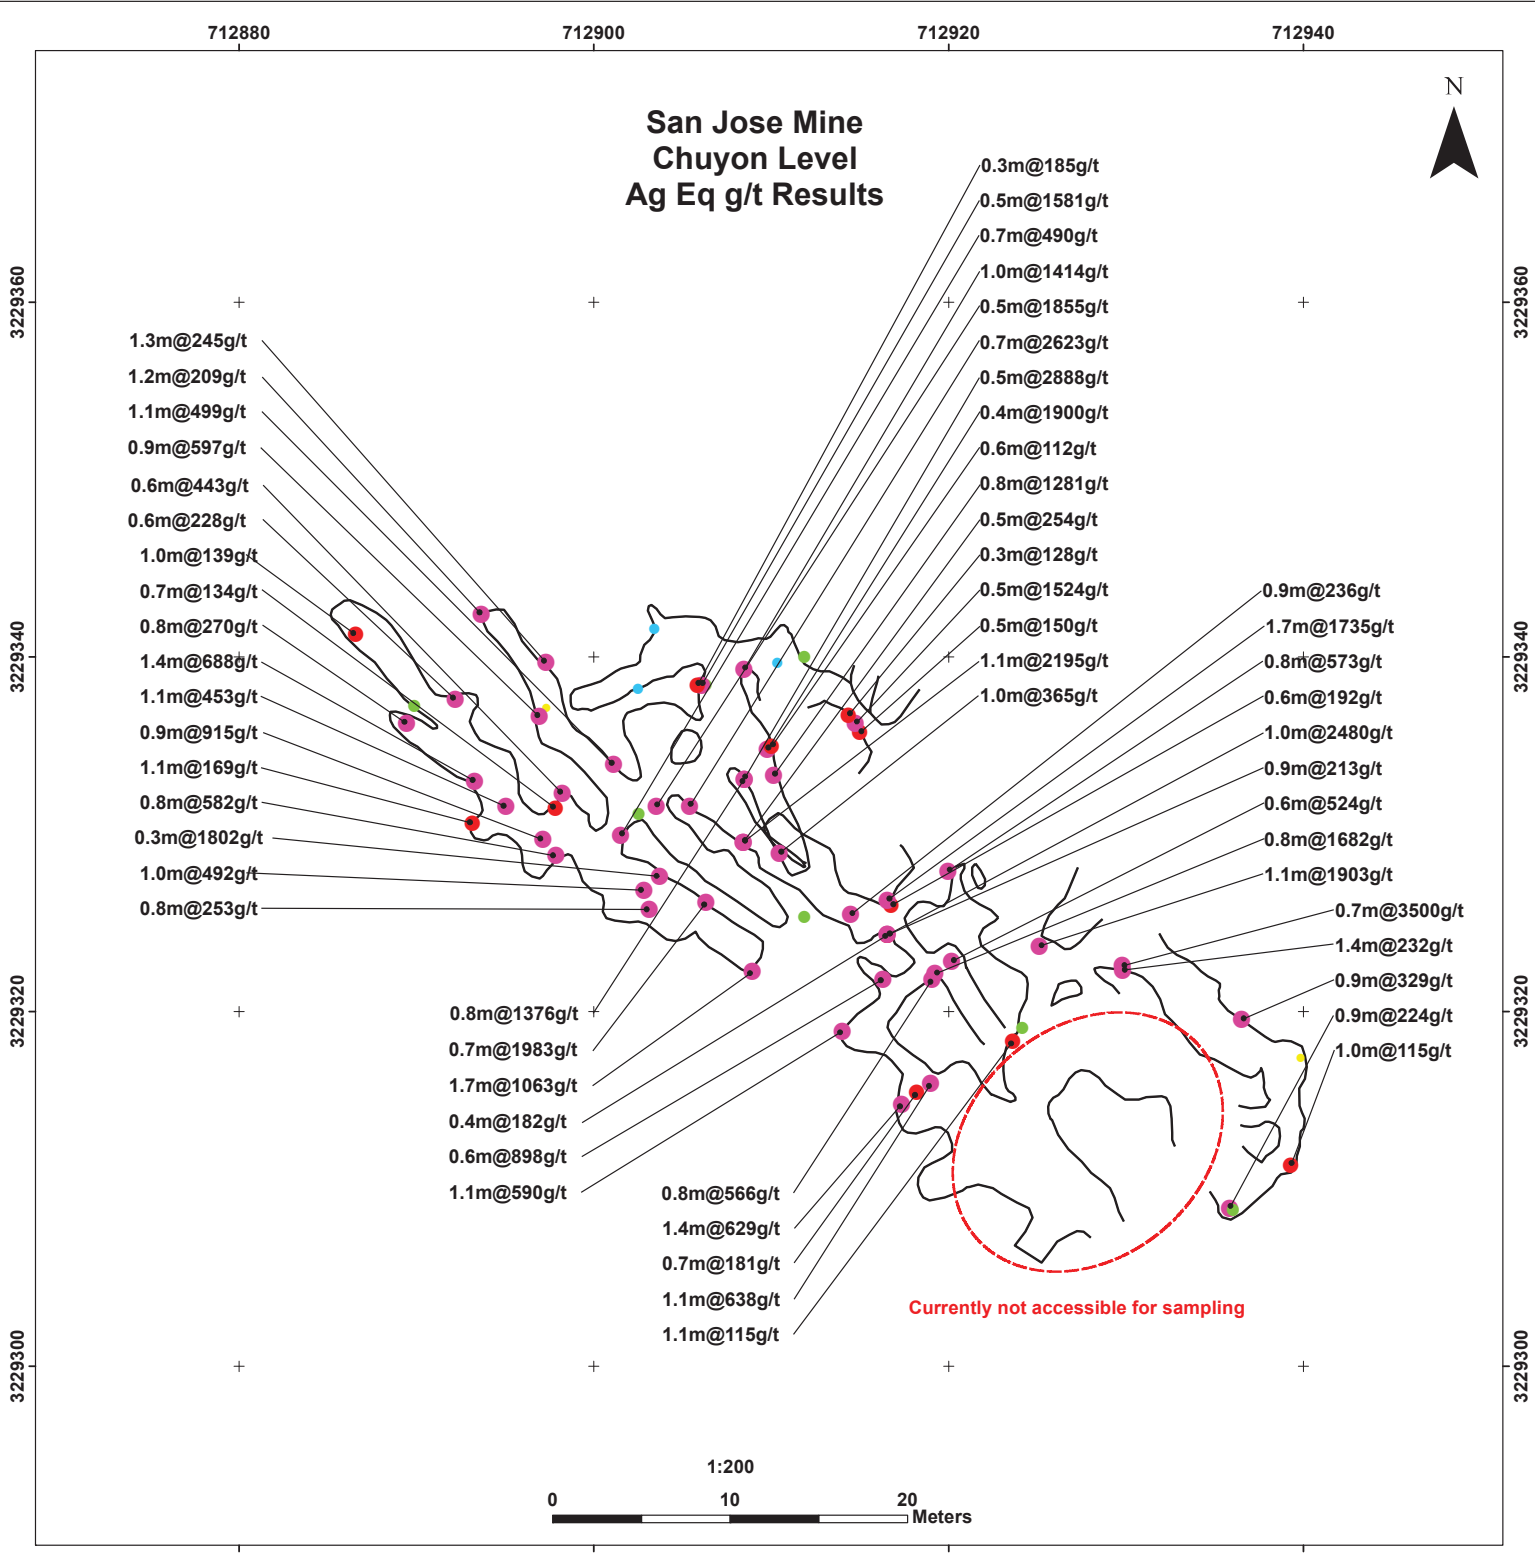 712880
712900
712920
712940
N
San Jose Mine
Chuyon Level
Ag Eq g/t Results
3229360
3229360
3229340
3229340
3229320
3229320
3229300
3229300
1.3m@245g/t
1.2m@209g/t
1.1m@499g/t
0.9m@597g/t
0.6m@443g/t
0.6m@228g/t
1.0m@139g/t
0.7m@134g/t
0.8m@270g/t
1.4m@688g/t
1.1m@453g/t
0.9m@915g/t
1.1m@169g/t
0.8m@582g/t
0.3m@1802g/t
1.0m@492g/t
0.8m@253g/t
0.3m@185g/t
0.5m@1581g/t
0.7m@490g/t
1.0m@1414g/t
0.5m@1855g/t
0.7m@2623g/t
0.5m@2888g/t
0.4m@1900g/t
0.6m@112g/t
0.8m@1281g/t
0.5m@254g/t
0.3m@128g/t
0.5m@1524g/t
0.5m@150g/t
1.1m@2195g/t
1.0m@365g/t
0.9m@236g/t
1.7m@1735g/t
0.8m@573g/t
0.6m@192g/t
1.0m@2480g/t
0.9m@213g/t
0.6m@524g/t
0.8m@1682g/t
1.1m@1903g/t
0.7m@3500g/t
1.4m@232g/t
0.9m@329g/t
0.9m@224g/t
1.0m@115g/t
0.8m@1376g/t
0.7m@1983g/t
1.7m@1063g/t
0.4m@182g/t
0.6m@898g/t
1.1m@590g/t
0.8m@566g/t
1.4m@629g/t
0.7m@181g/t
1.1m@638g/t
1.1m@115g/t
Currently not accessible for sampling
1:200
0 10 20
Meters